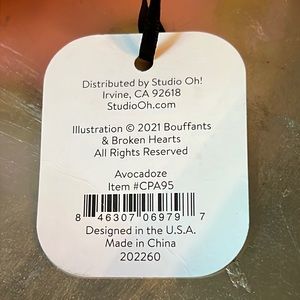 Distributed by Studio Oh!
Irvine, CA 92618
StudioOh.com
Illustration © 2021 Bouffants
& Broken Hearts
All Rights Reserved
Avocadoze
Item #CPA95
8 46307 06979 7
Designed in the U.S.A.
Made in China
202260